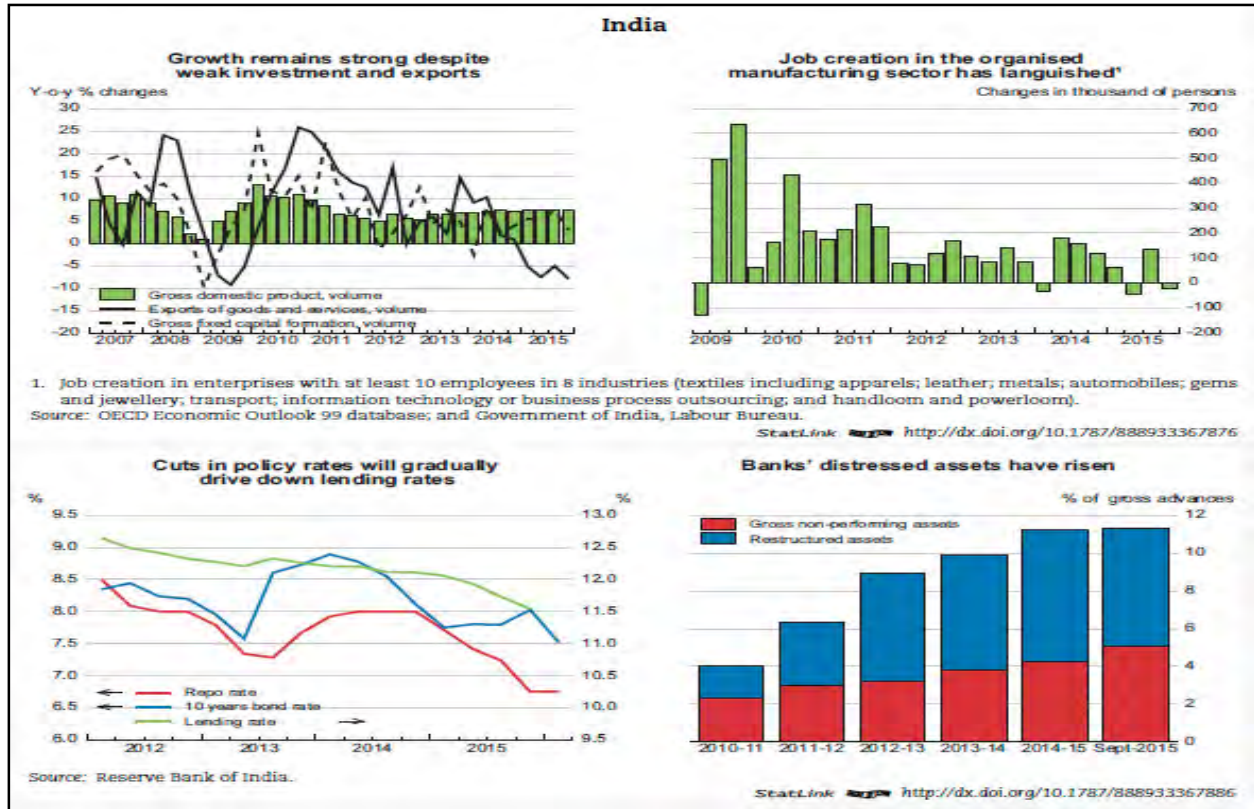 India
Growth remains strong despite
weak investment and exports
Y-o-y % changes
30
25
20
15
10
5
0
-5
-10
-15
-20
Gross domestic product, volume
Exports of goods and services, volume
Gross fixed capital formation, volume
2007 2008 2009 2010 2011 2012 2013 2014 2015
Job creation in the organised
manufacturing sector has languished¹
Changes in thousand of persons
700
600
500
400
300
200
100
0
-100
-200
2009 2010 2011 2012 2013 2014 2015
1. Job creation in enterprises with at least 10 employees in 8 industries (textiles including apparels; leather; metals; automobiles; gems
and jewellery; transport; information technology or business process outsourcing; and handloom and powerloom).
Source: OECD Economic Outlook 99 database; and Government of India, Labour Bureau.
StatLink http://dx.doi.org/10.1787/888933367876
Cuts in policy rates will gradually
drive down lending rates
% %
9.5 13.0
9.0 12.5
8.5 12.0
8.0 11.5
7.5 11.0
7.0 10.5
6.5 10.0
6.0 9.5
Repo rate
10 years bond rate
Lending rate
2012 2013 2014 2015
Banks' distressed assets have risen
% of gross advances
Gross non-performing assets
Restructured assets
12
10
8
6
4
2
0
2010-11 2011-12 2012-13 2013-14 2014-15 Sept-2015
Source: Reserve Bank of India.
StatLink http://dx.doi.org/10.1787/888933367886